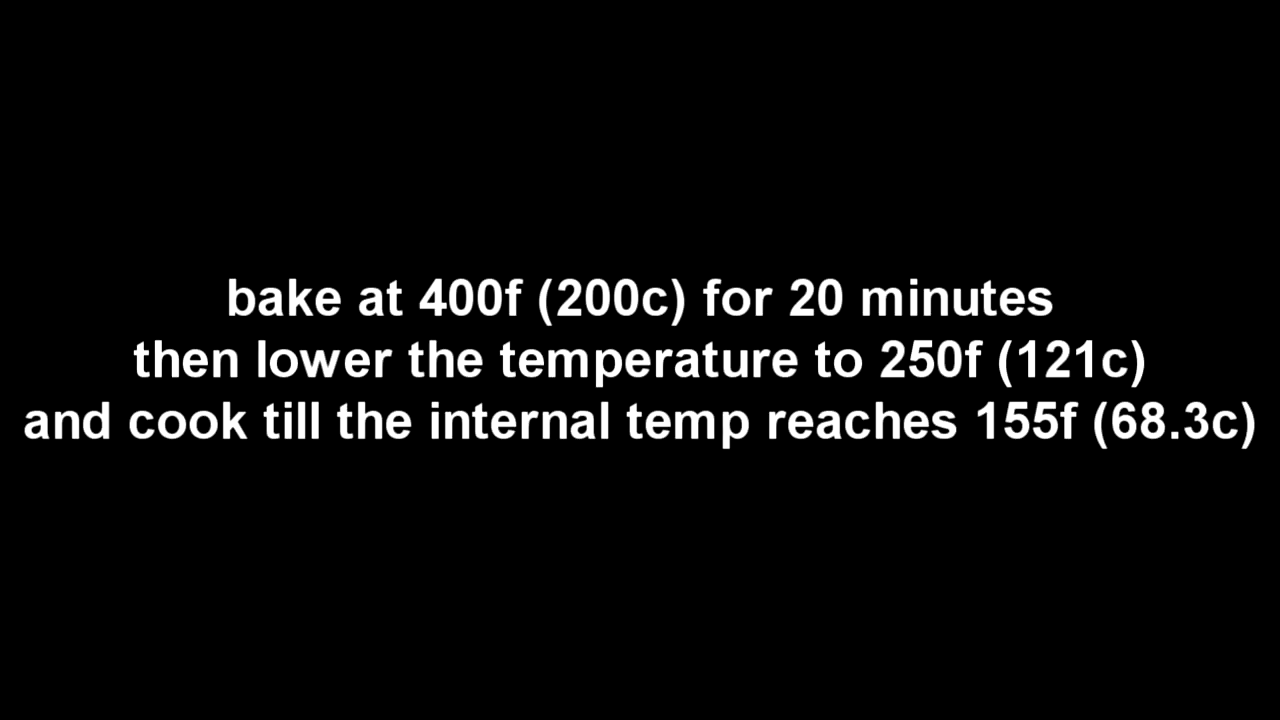 bake at 400f (200c) for 20 minutes
then lower the temperature to 250f (121c)
and cook till the internal temp reaches 155f (68.3c)